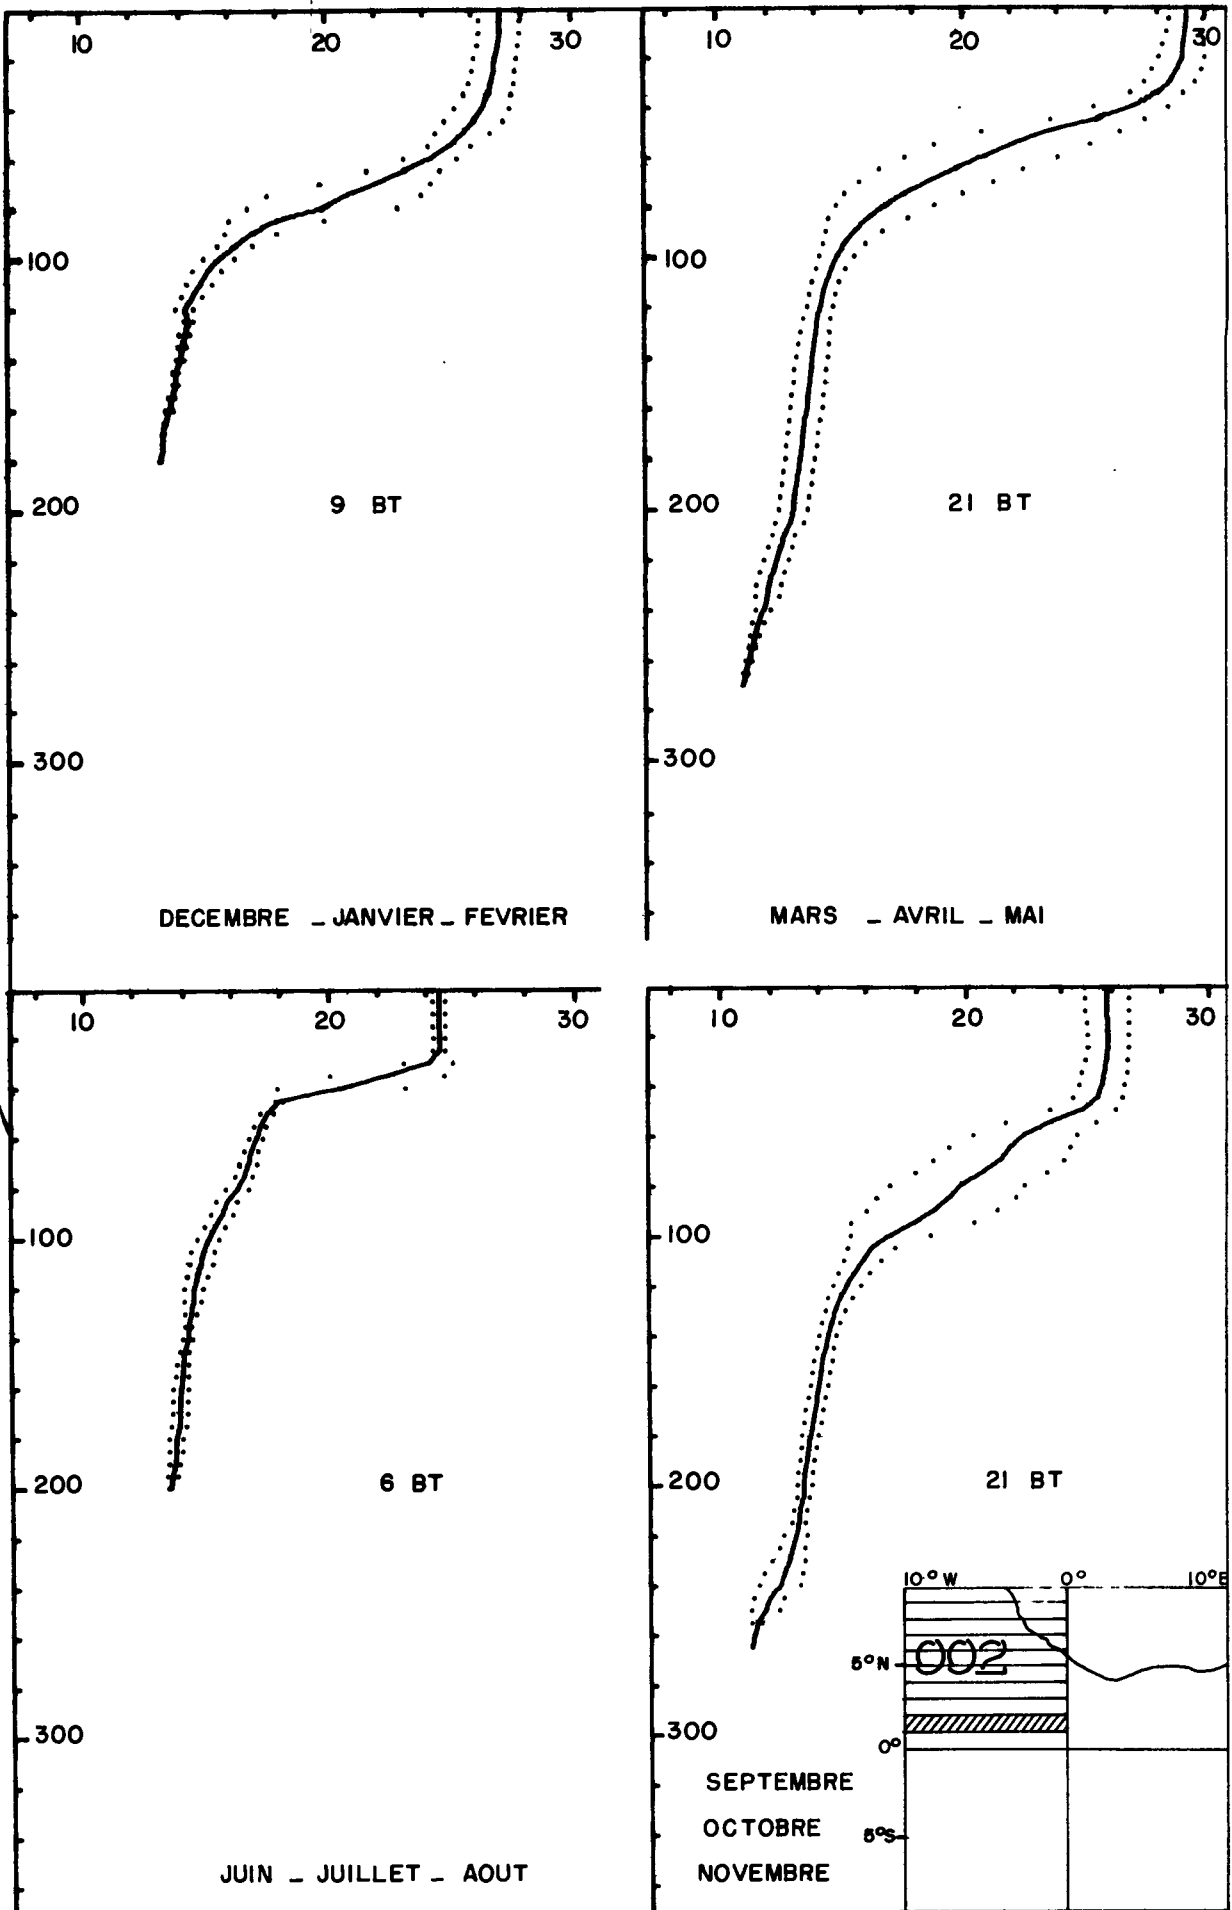 10 20 30
100
200
9 BT
300
DECEMBRE _ JANVIER _ FEVRIER
10 20 30
100
200
21 BT
300
MARS _ AVRIL _ MAI
10 20 30
100
200
6 BT
300
JUIN _ JUILLET _ AOUT
10 20 30
100
200
21 BT
300
SEPTEMBRE
OCTOBRE
NOVEMBRE
10°W 0° 10°E
5°N
002
0°
5°S